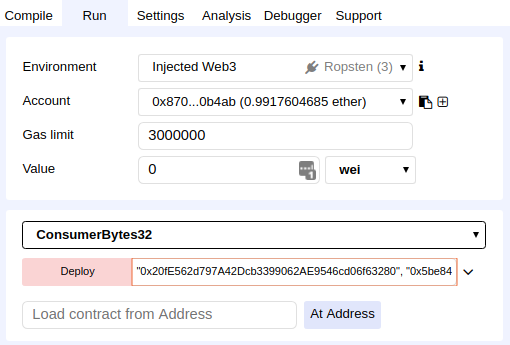 Compile Run Settings Analysis Debugger Support
Environment Injected Web3 Ropsten (3) ▾ i
Account 0x870...0b4ab (0.9917604685 ether) ▾
Gas limit 3000000
Value 0 1 wei ▾
ConsumerBytes32 ▾
Deploy "0x20fE562d797A42Dcb3399062AE9546cd06f63280", "0x5be84
Load contract from Address At Address